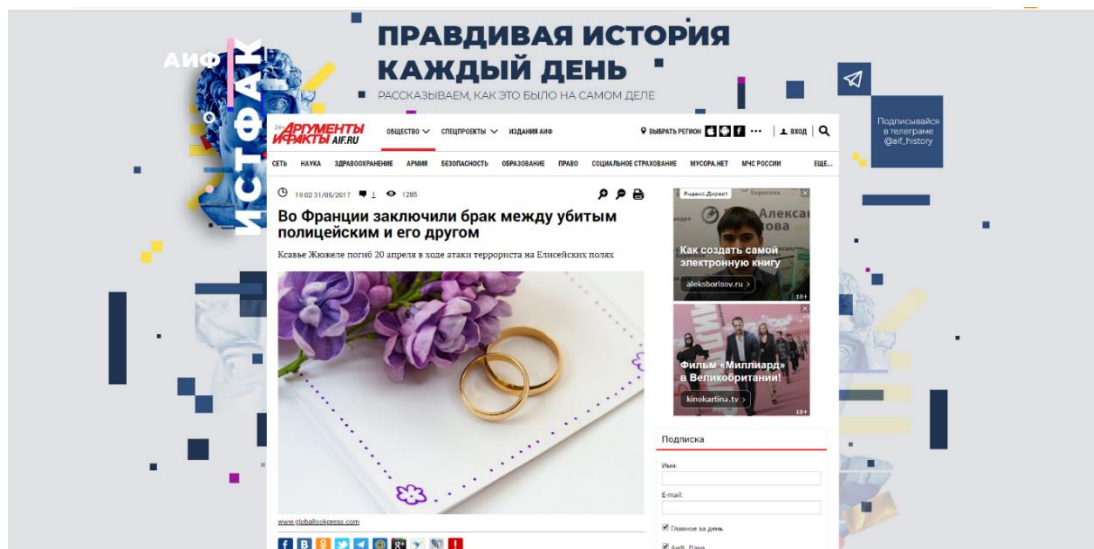 ПРАВДИВАЯ ИСТОРИЯ
КАЖДЫЙ ДЕНЬ
РАССКАЗЫВАЕМ, КАК ЭТО БЫЛО НА САМОМ ДЕЛЕ
АИФ
ИСТФАК
Подписывайся
в телеграме
@aif_history
АРГУМЕНТЫ
И ФАКТЫ AIF.RU
ОБЩЕСТВО СПЕЦПРОЕКТЫ ИЗДАНИЯ АИФ ВЫБРАТЬ РЕГИОН ВХОД
СЕТЬ НАУКА ЗДРАВООХРАНЕНИЕ АРМИЯ БЕЗОПАСНОСТЬ ОБРАЗОВАНИЕ ПРАВО СОЦИАЛЬНОЕ СТРАХОВАНИЕ МУСОРА.НЕТ МЧС РОССИИ ЕЩЕ...
19:02 31/05/2017 1 1285
Во Франции заключили брак между убитым
полицейским и его другом
Ксавье Жюжеле погиб 20 апреля в ходе атаки террориста на Елисейских полях
www.globallookpress.com
Яндекс.Директ
Как создать самой
электронную книгу
aleksborisov.ru >
18+
Фильм «Миллиард»
в Великобритании!
kinokartina.tv >
18+
Подписка
Имя:
E-mail:
Главное за день
АиФ. Дача